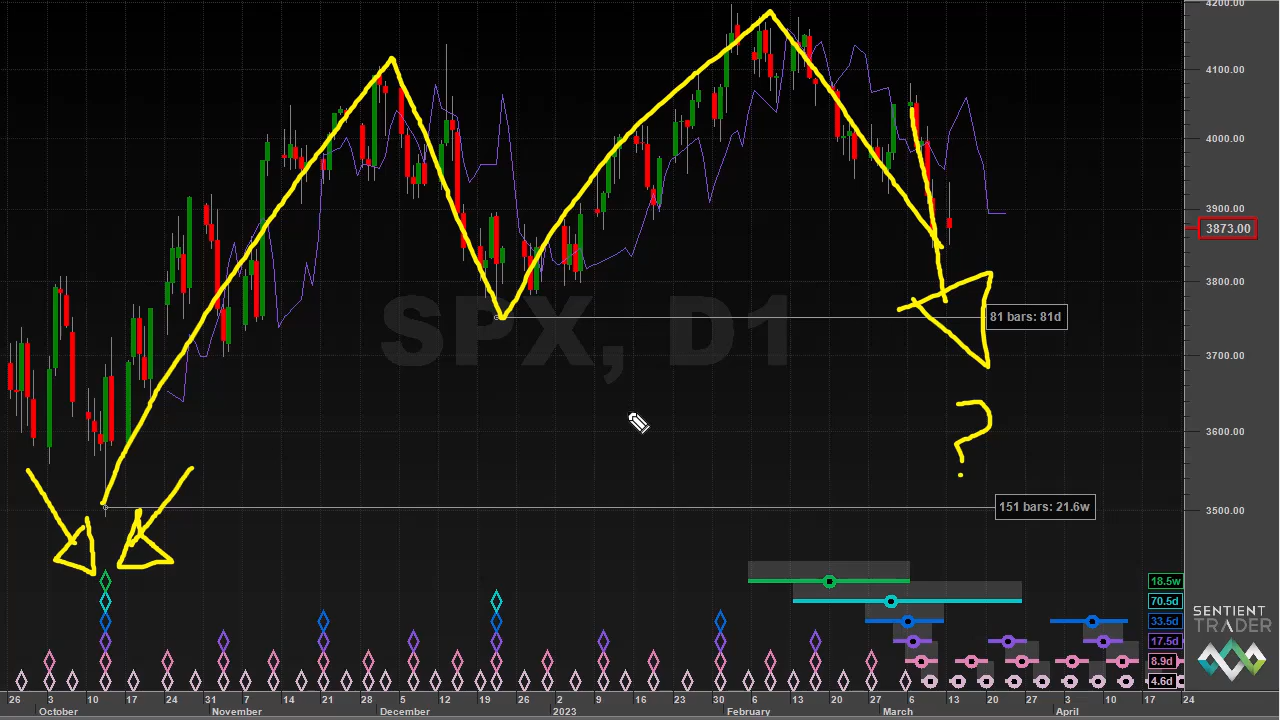 4200.00
4100.00
4000.00
3900.00
3873.00
3800.00
3700.00
3600.00
3500.00
SPX, D1
81 bars: 81d
?
151 bars: 21.6w
18.5w
70.5d
33.5d
17.5d
8.9d
4.6d
SENTIENT
TRADER
26 3 10 17 24 31 7 14 21 28 5 12 19 26 2 9 16 23 30 6 13 20 27 6 13 20 27 3 10 17 24
October November December 2023 February March April